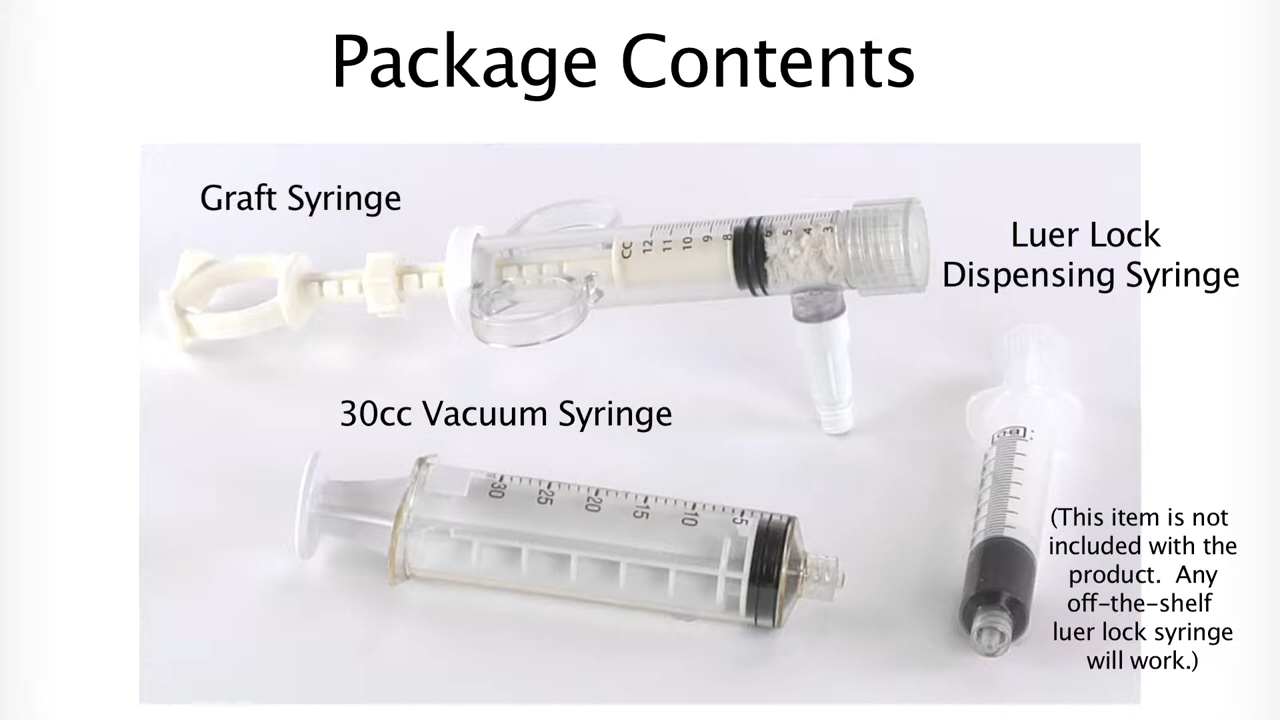 Package Contents
Graft Syringe
CC 12 11 10 9 8 6 5 4 3
Luer Lock
Dispensing Syringe
30cc Vacuum Syringe
30 25 20 15 10 5
(This item is not
included with the
product. Any
off-the-shelf
luer lock syringe
will work.)